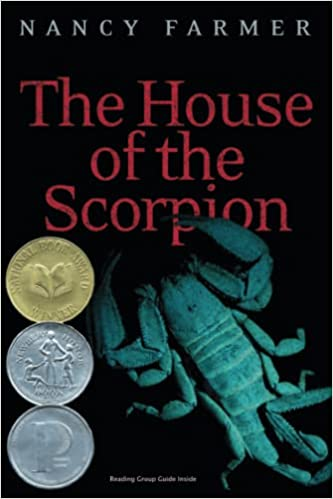 NANCY FARMER
The House
of the
Scorpion
NATIONAL BOOK AWARD
WINNER
Reading Group Guide Inside